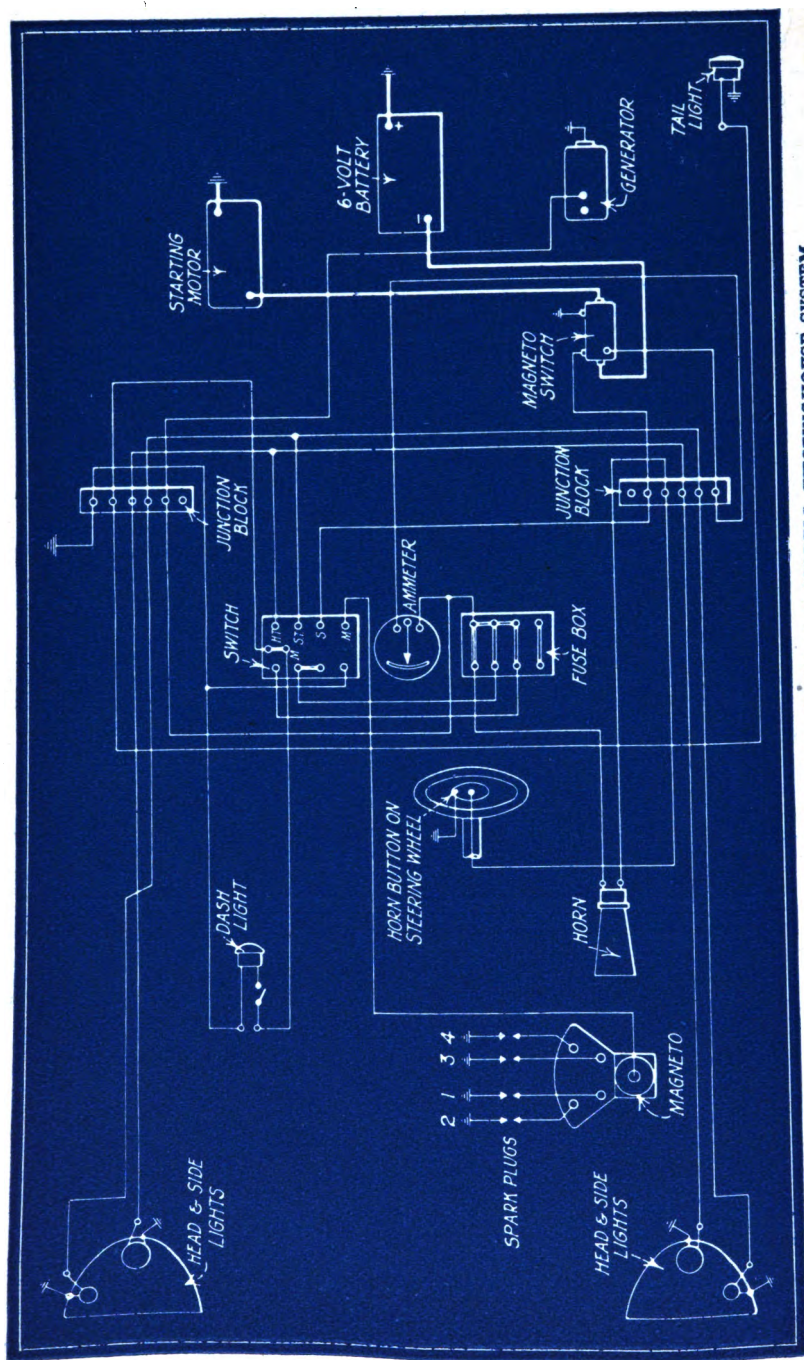 HEAD & SIDE
LIGHTS
DASH
LIGHT
SWITCH
HT
M
ST
S
M
JUNCTION
BLOCK
STARTING
MOTOR
6-VOLT
BATTERY
+
−
SPARK PLUGS
2 1 3 4
HORN BUTTON ON
STEERING WHEEL
AMMETER
MAGNETO
SWITCH
GENERATOR
MAGNETO
HORN
FUSE BOX
JUNCTION
BLOCK
HEAD & SIDE
LIGHTS
TAIL
LIGHT
SYSTEM